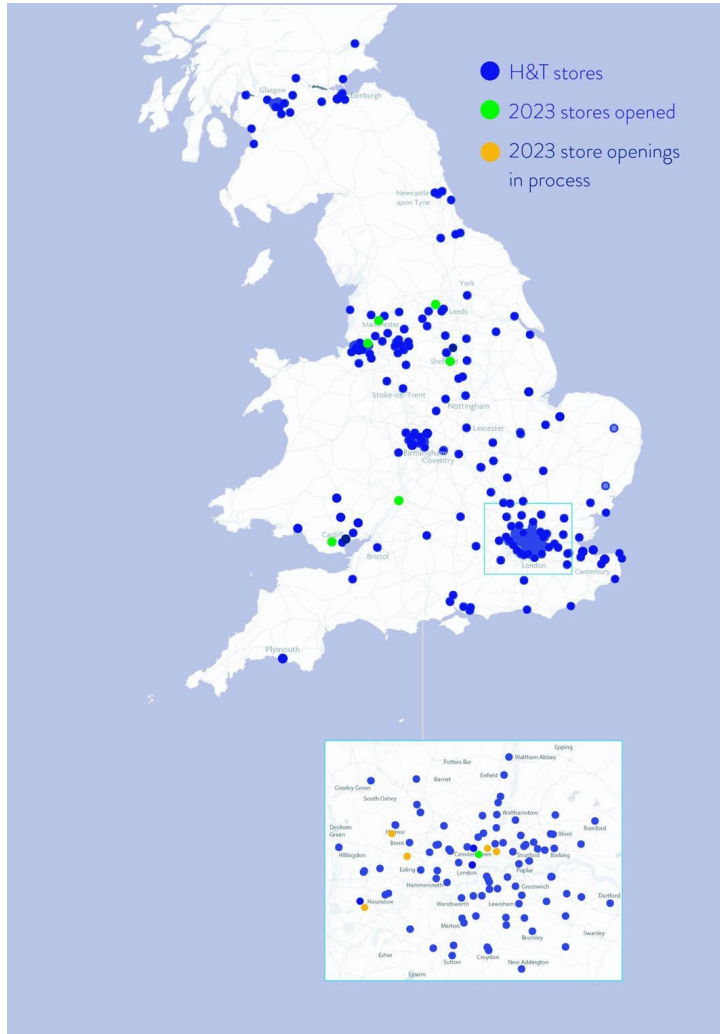 H&T stores
2023 stores opened
2023 store openings
in process
Glasgow
Edinburgh
Newcastle
upon Tyne
York
Leeds
Manchester
Sheffield
Stoke-on-Trent
Nottingham
Leicester
Birmingham
Coventry
Cardiff
Bristol
London
Canterbury
Plymouth
Epping
Waltham Abbey
Potters Bar
Enfield
Barnet
Croxley Green
South Oxhey
Walthamstow
Romford
Denham
Green
Harrow
Ilford
Brent
Hillingdon
Camden Town
Stratford
Barking
London
Poplar
Ealing
Hammersmith
Greenwich
Dartford
Hounslow
Wandsworth
Lewisham
Merton
Bromley
Swanley
Esher
Sutton
Croydon
New Addington
Epsom